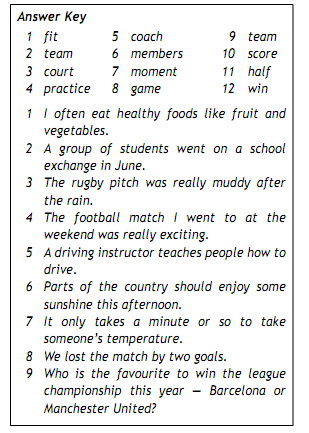 Answer Key
1 fit 5 coach 9 team
2 team 6 members 10 score
3 court 7 moment 11 half
4 practice 8 game 12 win
1 I often eat healthy foods like fruit and
vegetables.
2 A group of students went on a school
exchange in June.
3 The rugby pitch was really muddy after
the rain.
4 The football match I went to at the
weekend was really exciting.
5 A driving instructor teaches people how to
drive.
6 Parts of the country should enjoy some
sunshine this afternoon.
7 It only takes a minute or so to take
someone's temperature.
8 We lost the match by two goals.
9 Who is the favourite to win the league
championship this year – Barcelona or
Manchester United?